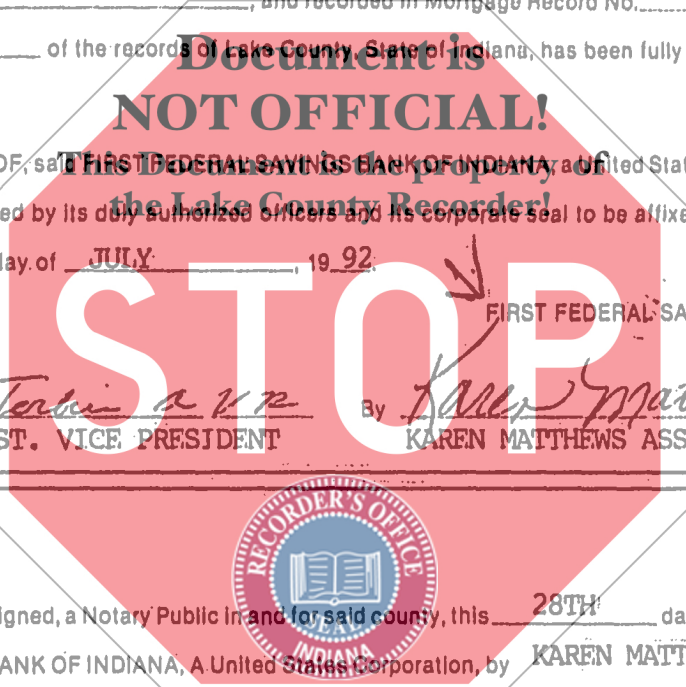 , and recorded in Mortgage Record No.
of the records of Lake County, State of Indiana, has been fully
Document is
NOT OFFICIAL!
OF, said FIRST FEDERAL SAVINGS BANK OF INDIANA, a United Stat
This Document is the property of
the Lake County Recorder!
ed by its duly authorized officers and its corporate seal to be affixe
day of JULY, 19 92.
STOP
FIRST FEDERAL SA
By Karen Mat
ST. VICE PRESIDENT KAREN MATTHEWS ASS
RECORDER'S OFFICE
SEAL
INDIANA
igned, a Notary Public in and for said county, this 28TH da
ANK OF INDIANA, A United States Corporation, by KAREN MATT